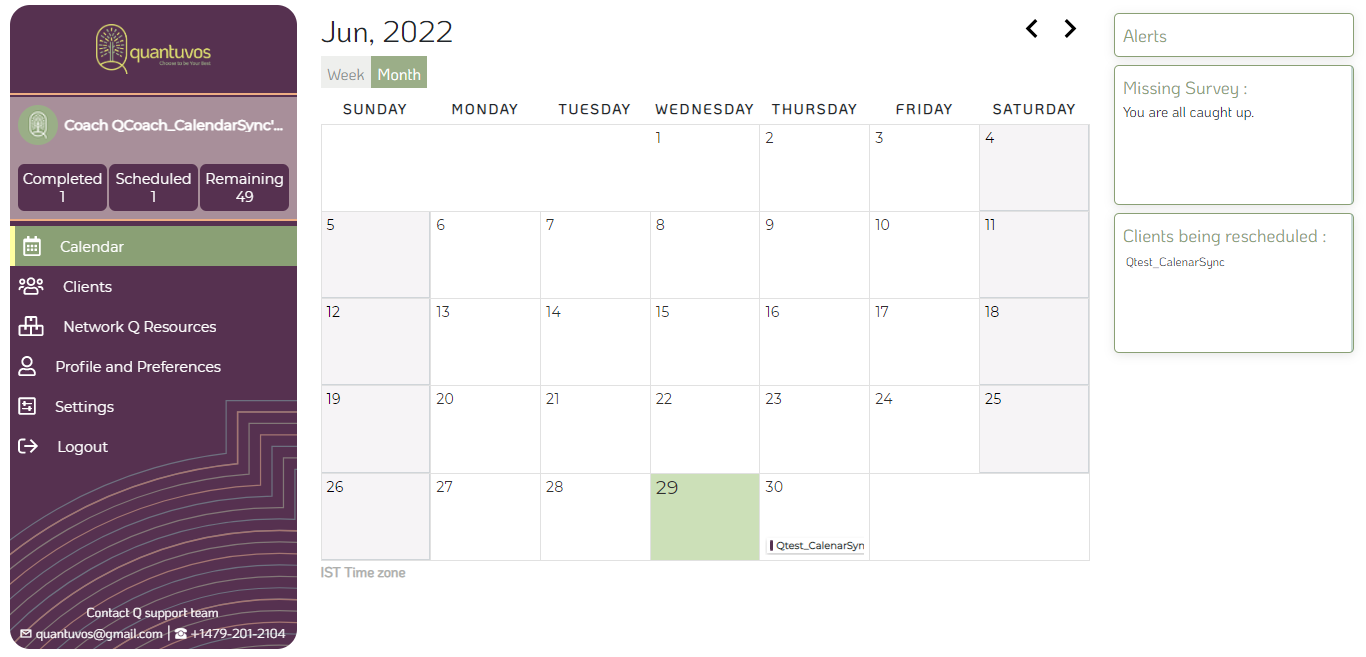 quantuvos
Choose to be Your Best
Coach QCoach_CalendarSync'...
Completed
1
Scheduled
1
Remaining
49
Calendar
Clients
Network Q Resources
Profile and Preferences
Settings
Logout
Contact Q support team
quantuvos@gmail.com | +1479-201-2104
Jun, 2022
Week Month
SUNDAY MONDAY TUESDAY WEDNESDAY THURSDAY FRIDAY SATURDAY
1 2 3 4
5 6 7 8 9 10 11
12 13 14 15 16 17 18
19 20 21 22 23 24 25
26 27 28 29 30
Qtest_CalenarSyn
IST Time zone
Alerts
Missing Survey :
You are all caught up.
Clients being rescheduled :
Qtest_CalenarSync